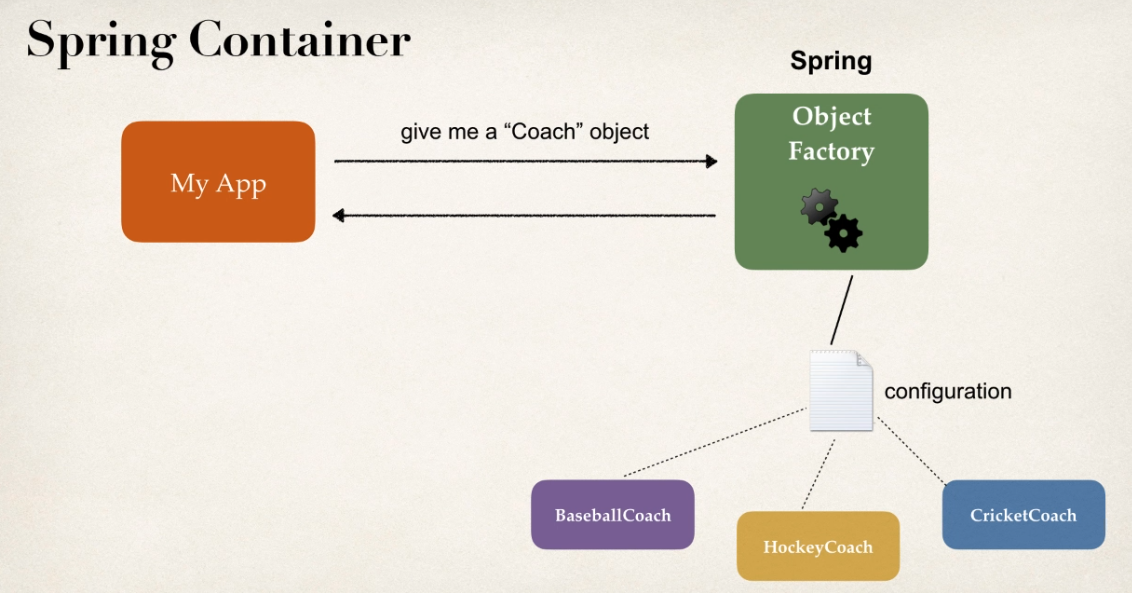 Spring Container
Spring
Object
Factory
give me a “Coach” object
My App
configuration
BaseballCoach
HockeyCoach
CricketCoach